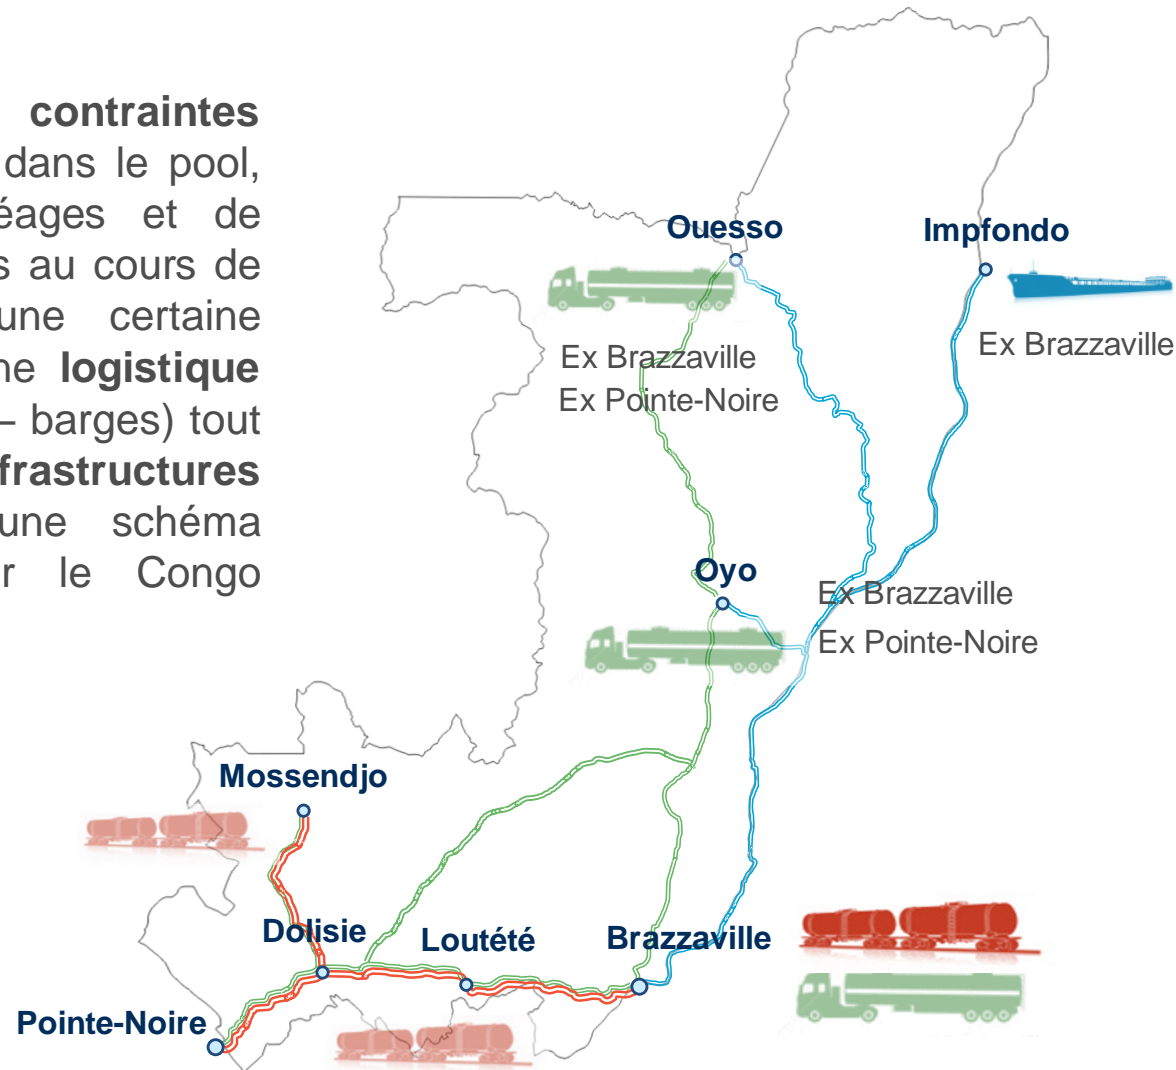 contraintes
dans le pool,
éages et de
s au cours de
une certaine
ne logistique
– barges) tout
frastructures
une schéma
r le Congo
Ouesso
Impfondo
Ex Brazzaville
Ex Pointe-Noire
Ex Brazzaville
Oyo
Ex Brazzaville
Ex Pointe-Noire
Mossendjo
Dolisie
Loutété
Brazzaville
Pointe-Noire